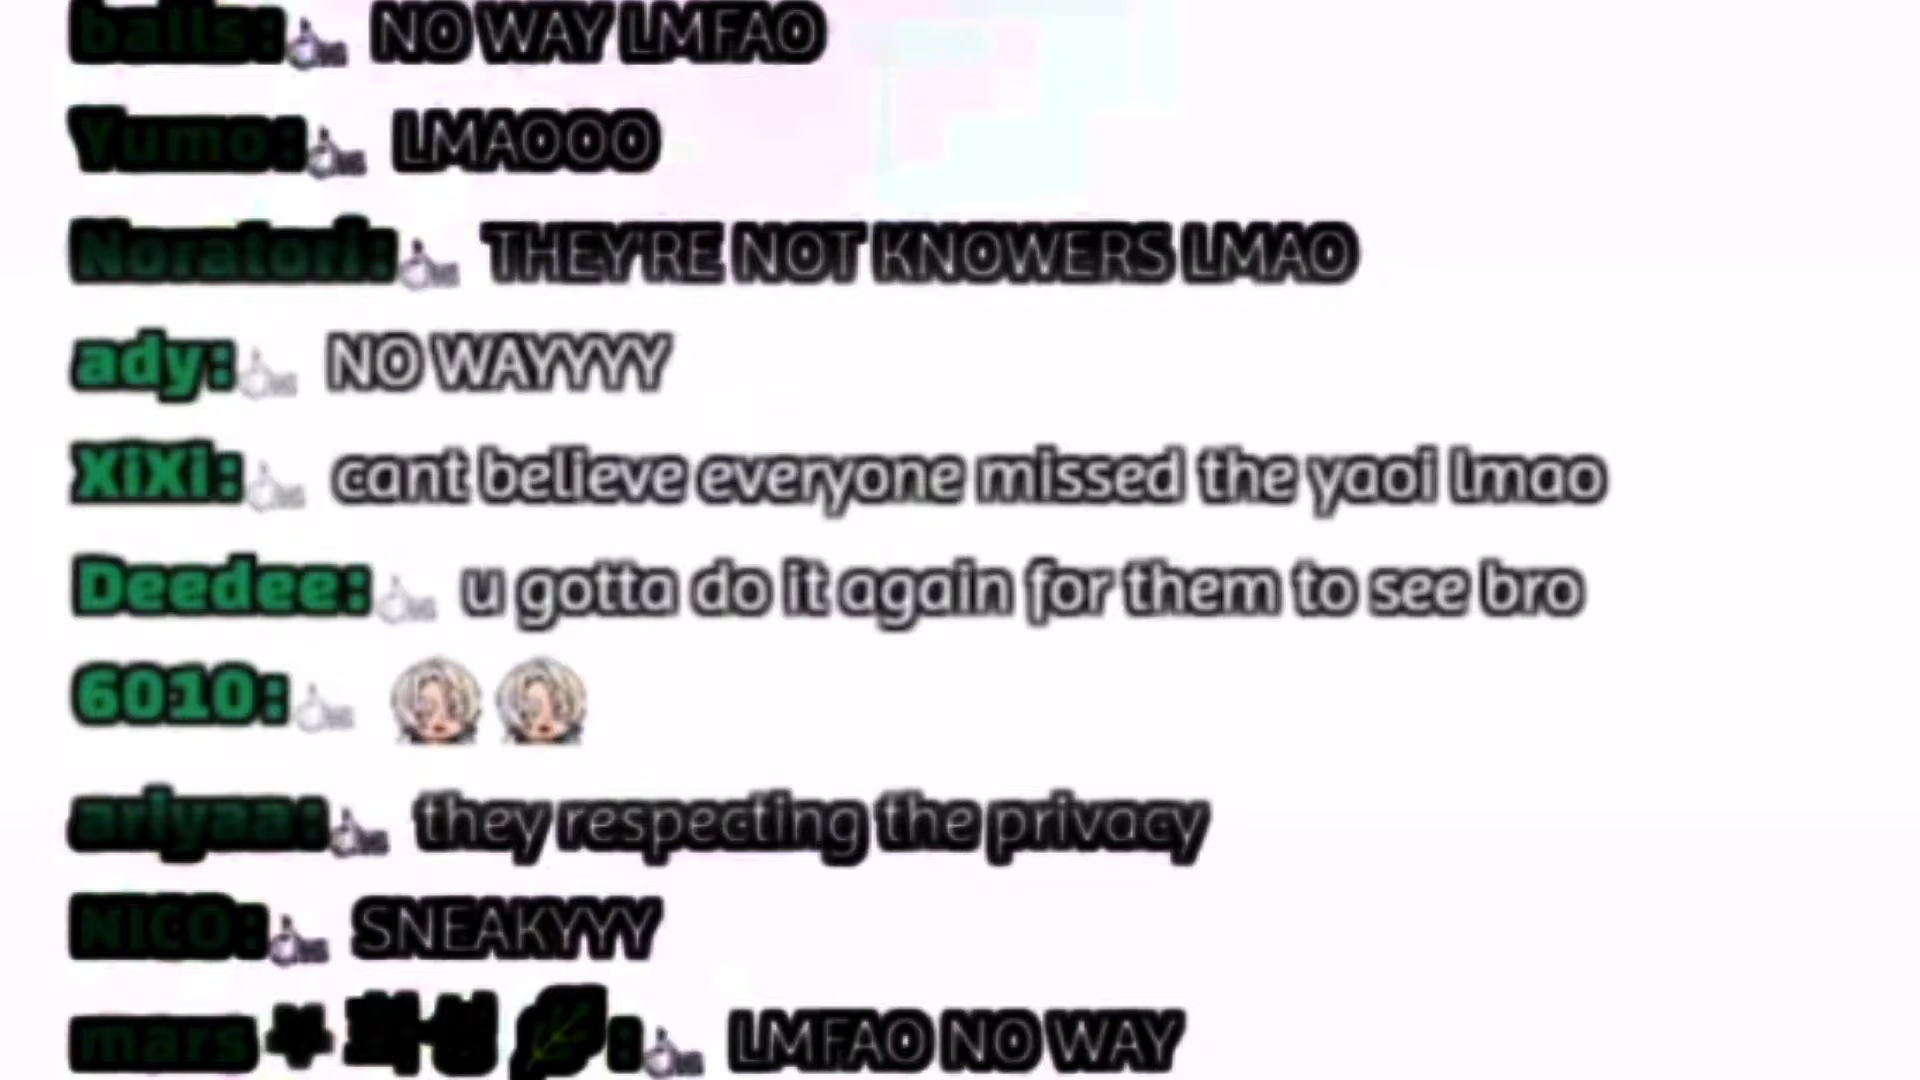 balls: NO WAY LMFAO
Yumo: LMAOOO
Noratori: THEY'RE NOT KNOWERS LMAO
ady: NO WAYYYY
XiXi: cant believe everyone missed the yaoi lmao
Deedee: u gotta do it again for them to see bro
6010:
ariyaa: they respecting the privacy
NICO: SNEAKYYY
mars 화성: LMFAO NO WAY